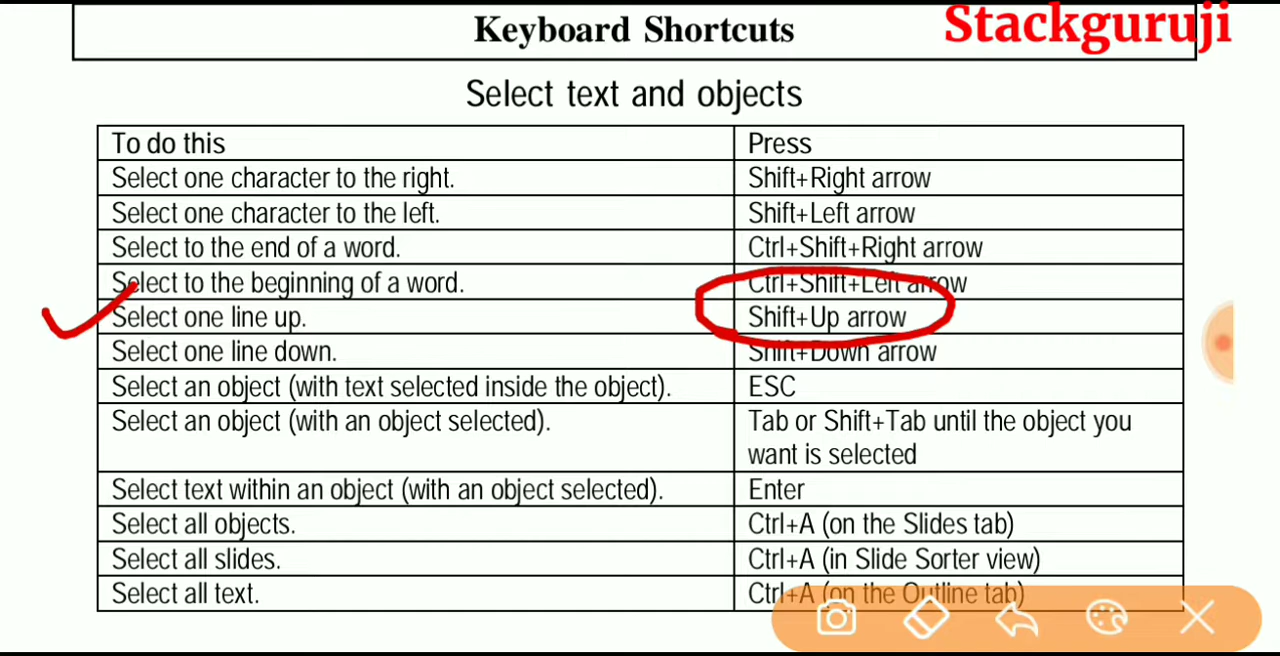 Keyboard Shortcuts
Stackguruji
Select text and objects
To do this Press
Select one character to the right. Shift+Right arrow
Select one character to the left. Shift+Left arrow
Select to the end of a word. Ctrl+Shift+Right arrow
Select to the beginning of a word. Ctrl+Shift+Left arrow
Select one line up. Shift+Up arrow
Select one line down. Shift+Down arrow
Select an object (with text selected inside the object). ESC
Select an object (with an object selected). Tab or Shift+Tab until the object you
want is selected
Select text within an object (with an object selected). Enter
Select all objects. Ctrl+A (on the Slides tab)
Select all slides. Ctrl+A (in Slide Sorter view)
Select all text. Ctrl+A (on the Outline tab)